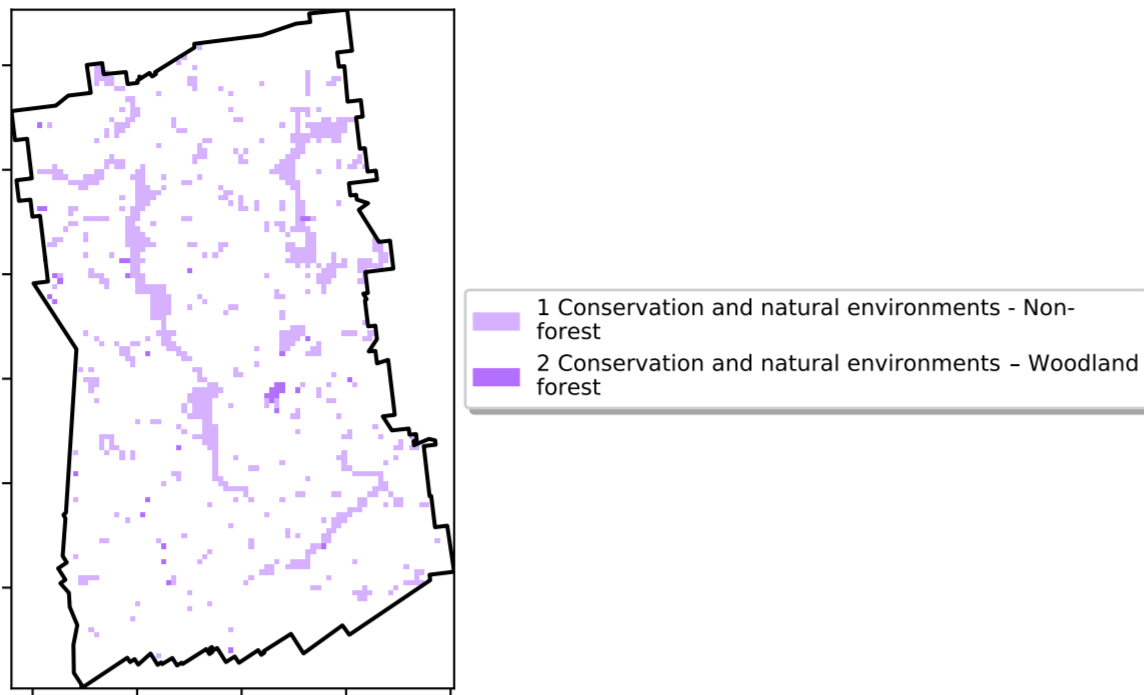 1 Conservation and natural environments - Non-
forest
2 Conservation and natural environments – Woodland
forest